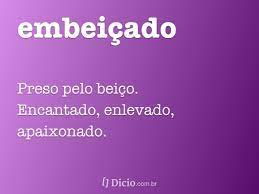 embeiçado
Preso pelo beiço.
Encantado, enlevado,
apaixonado.
Dicio.com.br